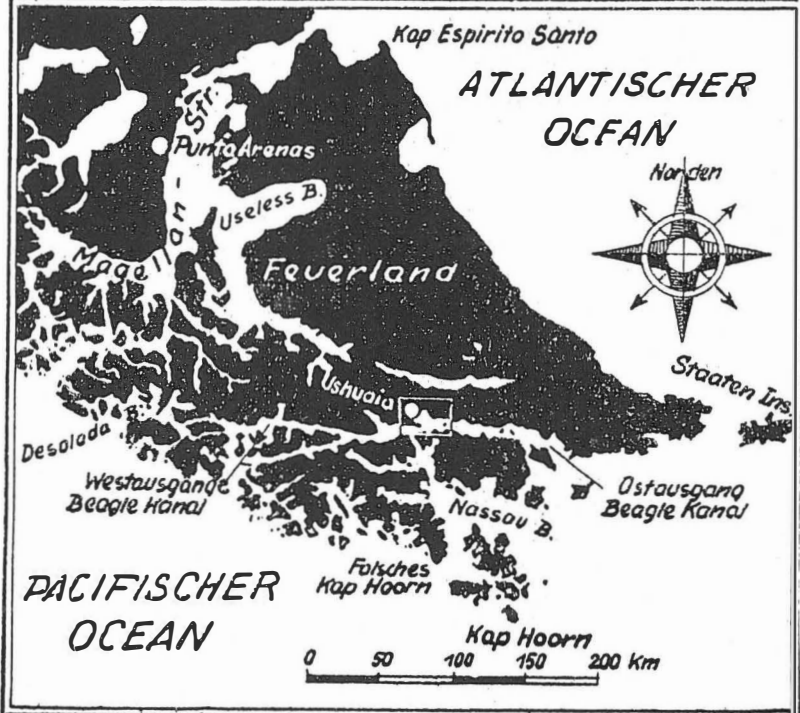 Kap Espirito Santo
ATLANTISCHER
OCEAN
Str.
Punta Arenas
Norden
Useless B.
Magellan-
Feuerland
Staaten Ins.
Ushuaia
Desolada B.
Westausgänge
Beagle Kanal
Ostausgang
Beagle Kanal
Nassau B.
Falsches
Kap Hoorn
PACIFISCHER
OCEAN
Kap Hoorn
0 50 100 150 200 Km